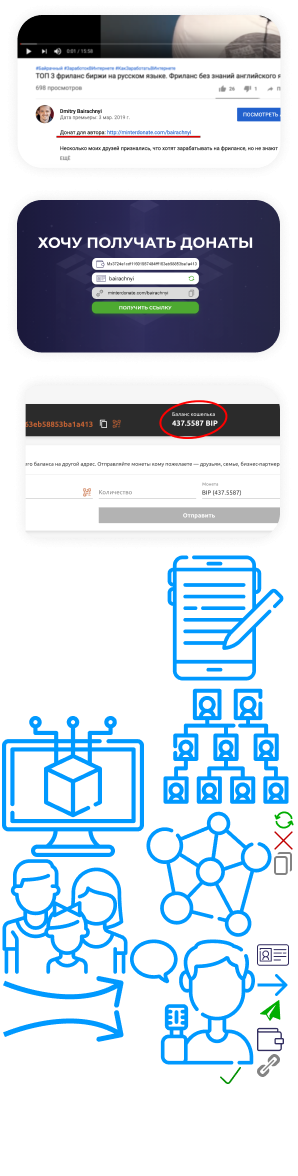 0:01 / 15:58
#Байрачный #ЗаработокВИнтернете #КакЗаработатьВИнтернете
ТОП 3 фриланс биржи на русском языке. Фриланс без знаний английского я
698 просмотров
26
1
П
Dmitry Bairachnyi
Дата премьеры: 3 мар. 2019 г.
ПОСМОТРЕТЬ
Донат для автора: http://minterdonate.com/bairachnyi
Несколько моих друзей признались, что хотят зарабатывать на фрилансе, но не знают
ЕЩЁ
ХОЧУ ПОЛУЧАТЬ ДОНАТЫ
bairachnyi
minterdonate.com/bairachnyi
ПОЛУЧИТЬ ССЫЛКУ
Баланс кошелька
63eb58853ba1a413
437.5587 BIP
его баланса на другой адрес. Отправляйте монеты кому пожелаете — друзьям, семье, бизнес-партнер
Монета
Количество
BIP (437.5587)
Отправить